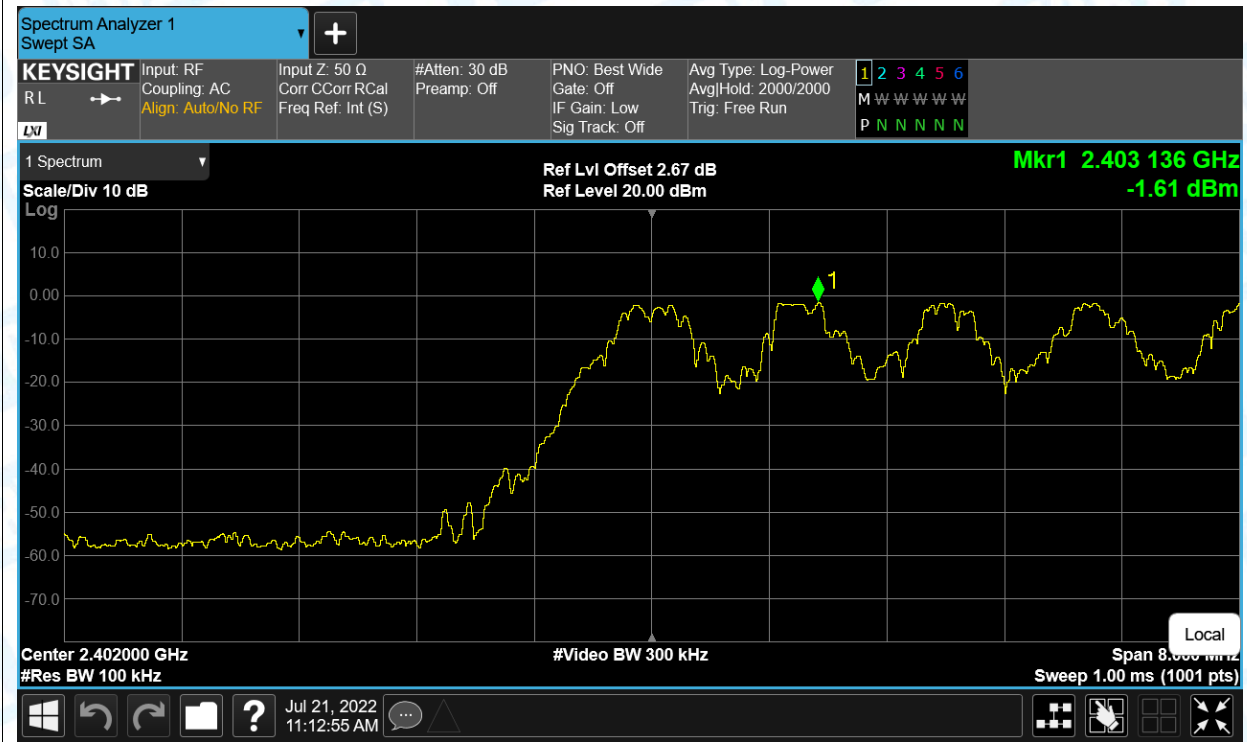 Spectrum Analyzer 1
Swept SA
KEYSIGHT
R L
LXI
Input: RF
Coupling: AC
Align: Auto/No RF
Input Z: 50 Ω
Corr CCorr RCal
Freq Ref: Int (S)
#Atten: 30 dB
Preamp: Off
PNO: Best Wide
Gate: Off
IF Gain: Low
Sig Track: Off
Avg Type: Log-Power
Avg|Hold: 2000/2000
Trig: Free Run
1 2 3 4 5 6
M W W W W W
P N N N N N
1 Spectrum
Scale/Div 10 dB
Log
Ref Lvl Offset 2.67 dB
Ref Level 20.00 dBm
Mkr1 2.403 136 GHz
-1.61 dBm
1
10.0
0.00
-10.0
-20.0
-30.0
-40.0
-50.0
-60.0
-70.0
Center 2.402000 GHz
#Res BW 100 kHz
#Video BW 300 kHz
Local
Span
Sweep 1.00 ms (1001 pts)
?
Jul 21, 2022
11:12:55 AM